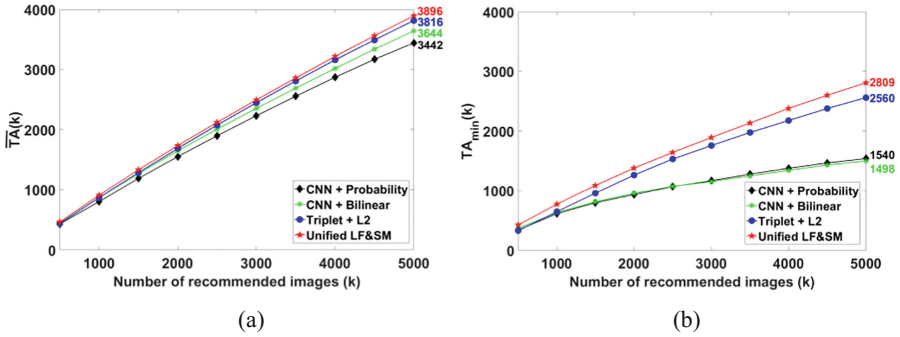 4000
3000
2000
1000
0
TA(k)
3896
3816
3644
3442
CNN + Probability
CNN + Bilinear
Triplet + L2
Unified LF&SM
1000 2000 3000 4000 5000
Number of recommended images (k)
(a)
4000
3000
2000
1000
0
TAmin(k)
2809
2560
1540
1498
CNN + Probability
CNN + Bilinear
Triplet + L2
Unified LF&SM
1000 2000 3000 4000 5000
Number of recommended images (k)
(b)